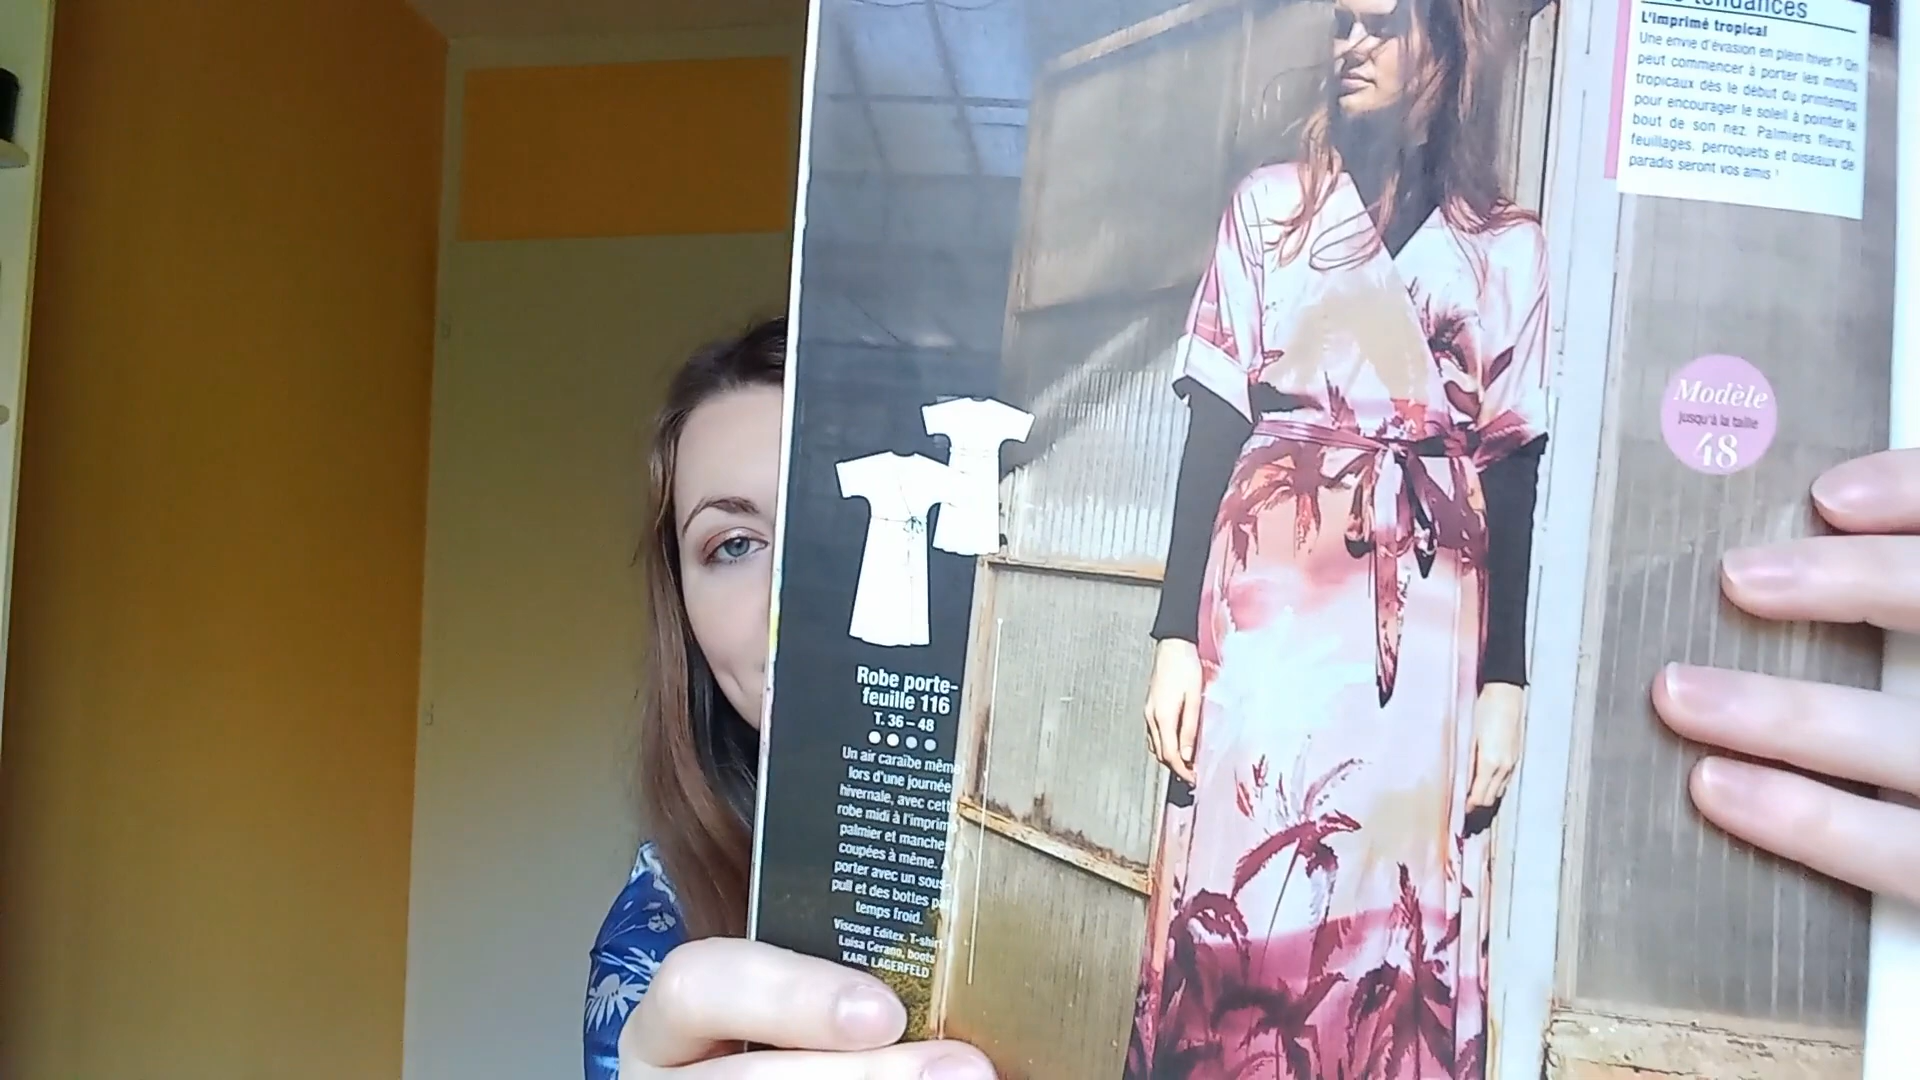 tendances
L'imprimé tropical
Une envie d'évasion en plein hiver ? On
peut commencer à porter les motifs
tropicaux dès le début du printemps
pour encourager le soleil à pointer le
bout de son nez. Palmiers fleurs,
feuillages, perroquets et oiseaux de
paradis seront vos amis !
Modèle
jusqu'à la taille
48
Robe porte-
feuille 116
T. 36 – 48
Un air caraïbe même
lors d'une journée
hivernale, avec cett
robe midi à l'imprim
palmier et manche
coupées à même.
porter avec un sous-
pull et des bottes pa
temps froid.
Viscose Editex. T-shirt
Luisa Cerano, boots
KARL LAGERFELD